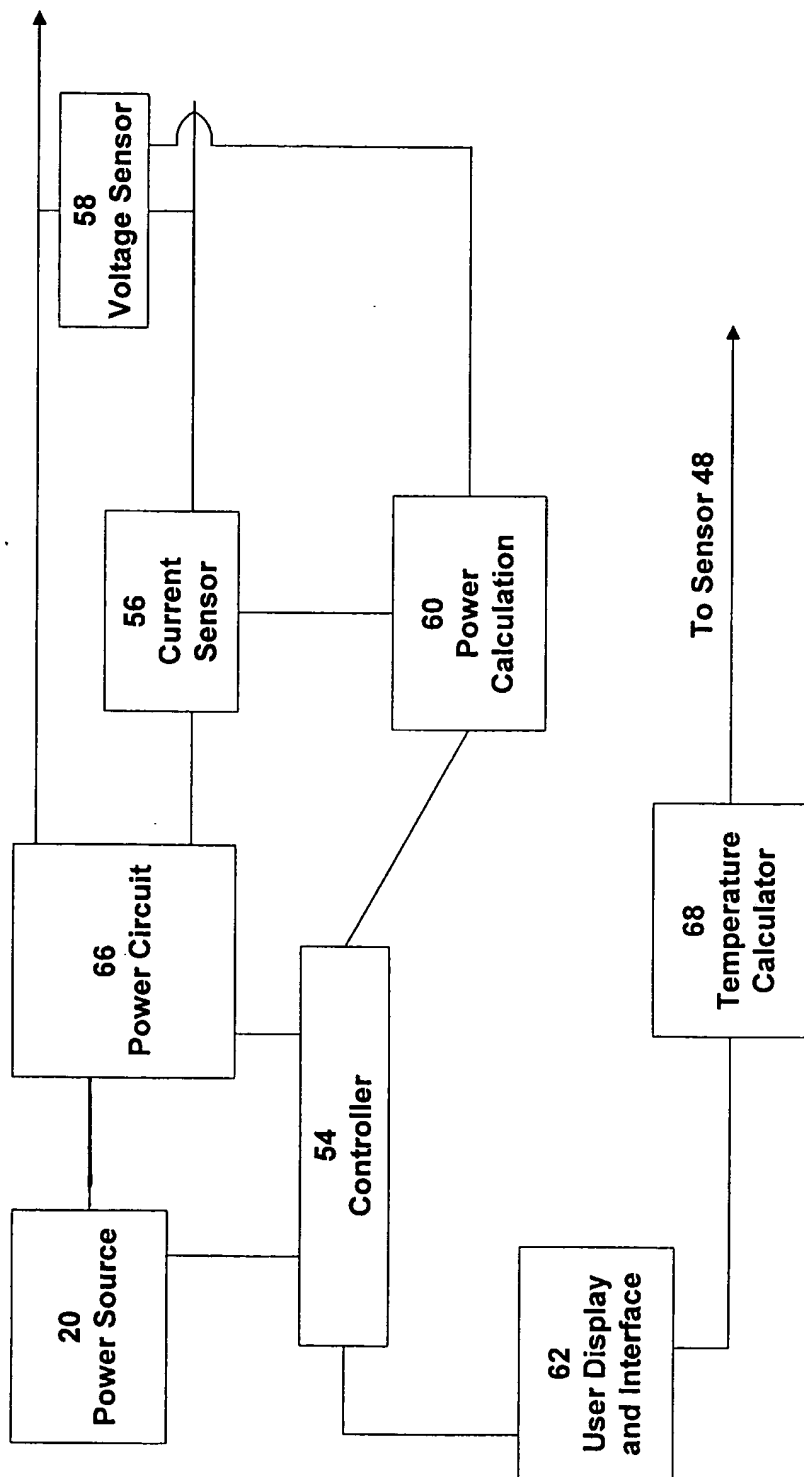 20
Power Source
66
Power Circuit
58
Voltage Sensor
56
Current
Sensor
54
Controller
60
Power
Calculation
62
User Display
and Interface
68
Temperature
Calculator
To Sensor 48